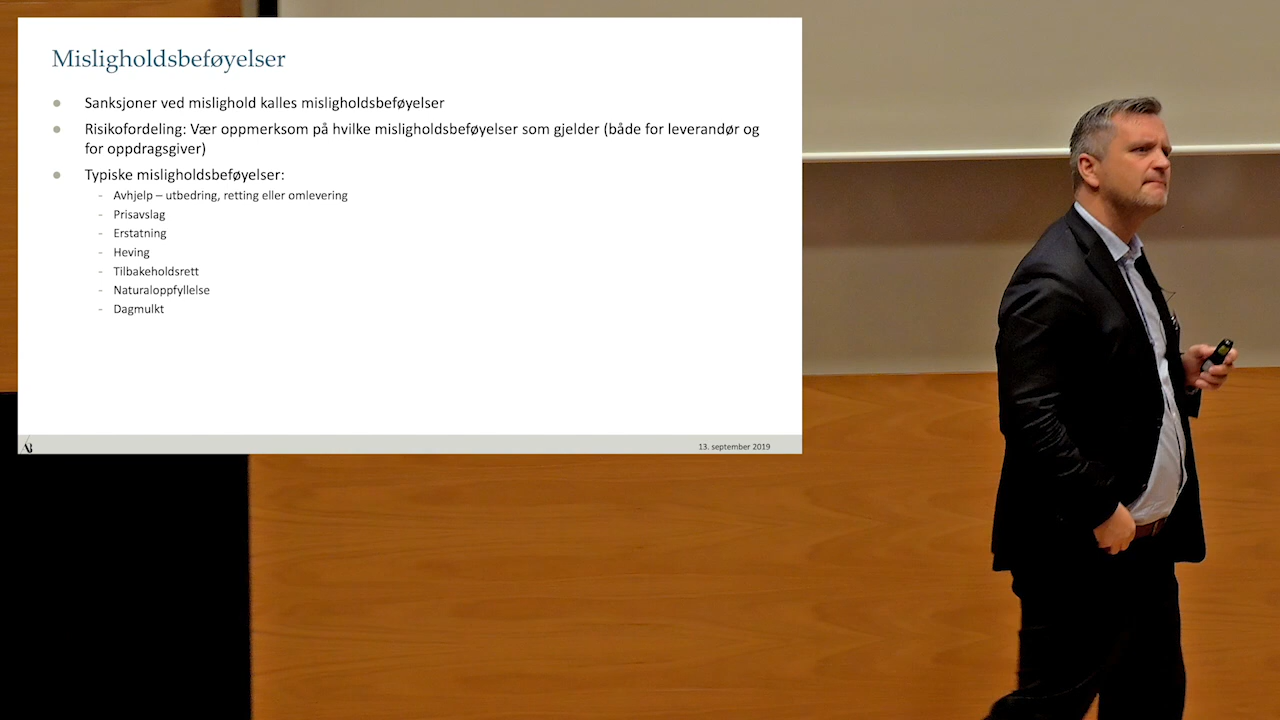 Misligholdsbeføyelser
● Sanksjoner ved mislighold kalles misligholdsbeføyelser
● Risikofordeling: Vær oppmerksom på hvilke misligholdsbeføyelser som gjelder (både for leverandør og
for oppdragsgiver)
● Typiske misligholdsbeføyelser:
- Avhjelp – utbedring, retting eller omlevering
- Prisavslag
- Erstatning
- Heving
- Tilbakeholdsrett
- Naturaloppfyllelse
- Dagmulkt
AB
13. september 2019